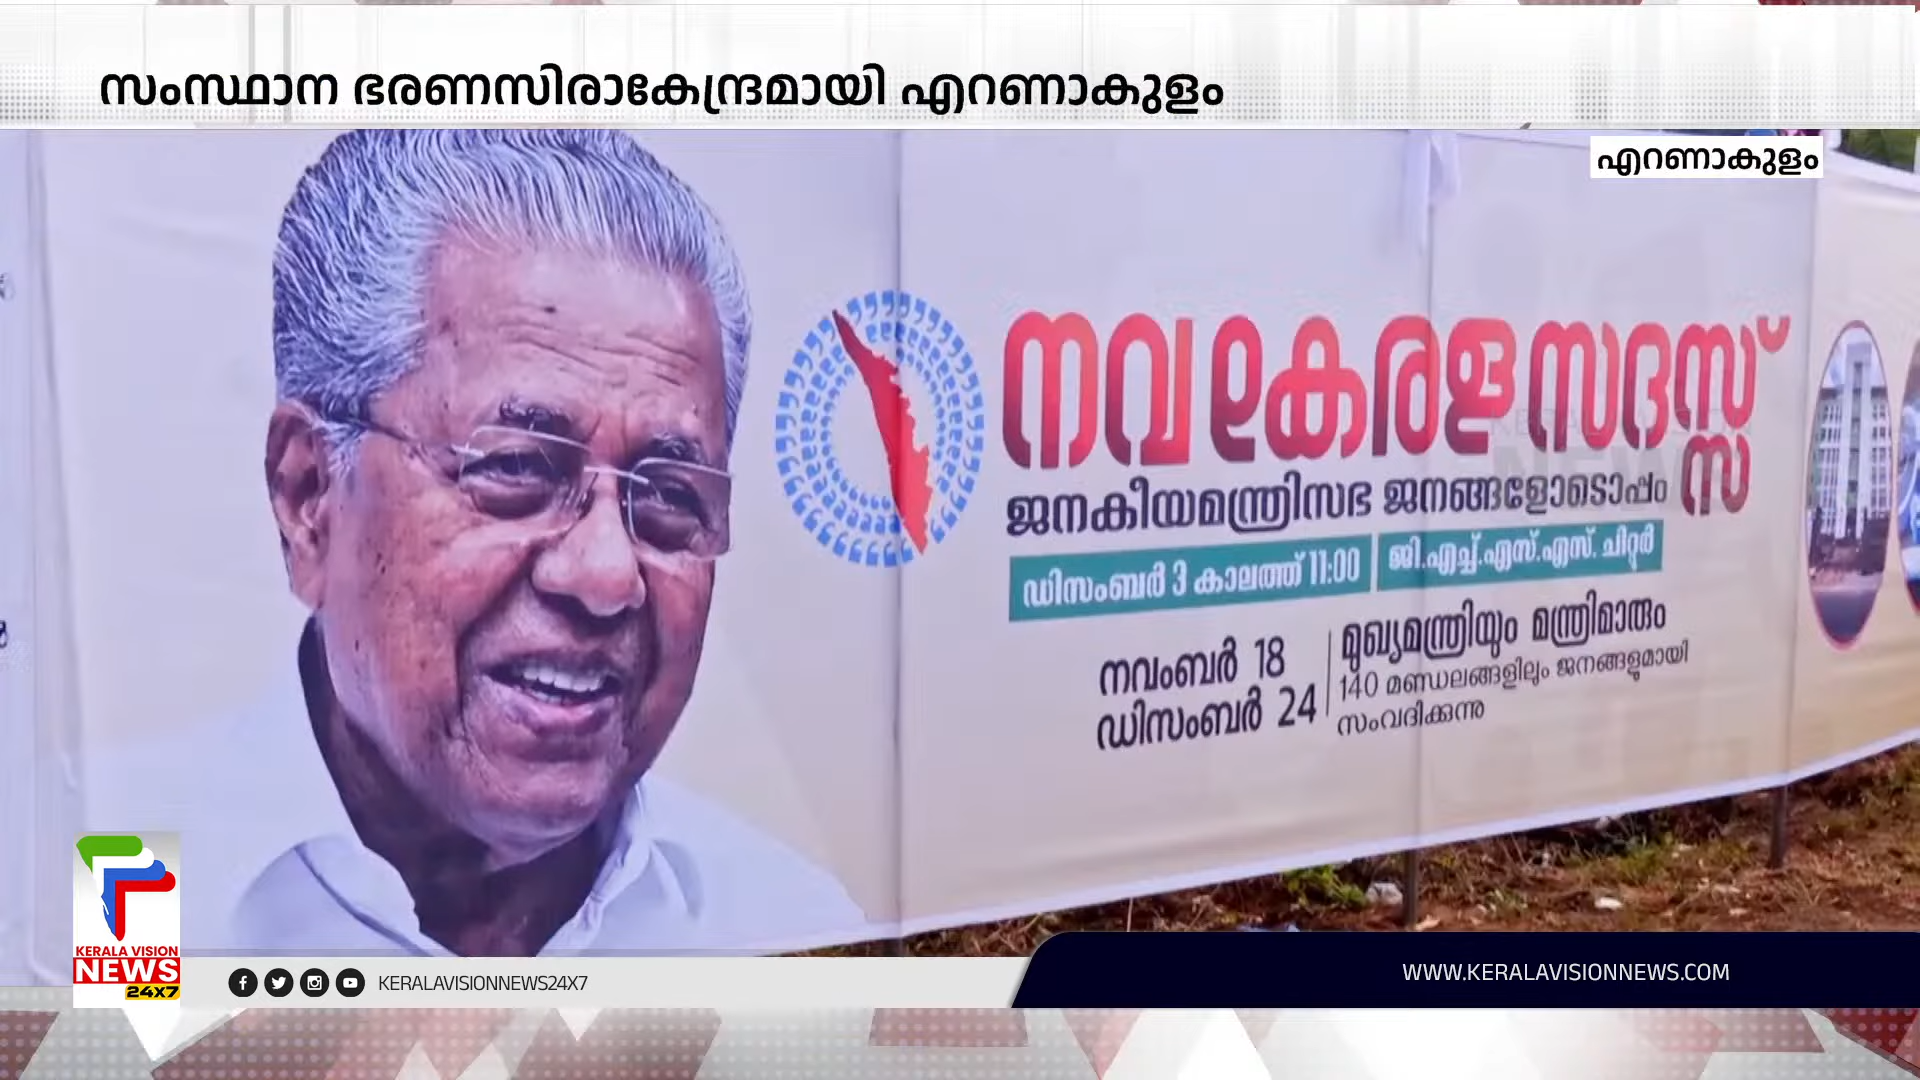 സംസ്ഥാന ഭരണസിരാകേന്ദ്രമായി എറണാകുളം
എറണാകുളം
നവകേരള സദസ്സ്
ജനകീയമന്ത്രിസഭ ജനങ്ങളോടൊപ്പം
ഡിസംബർ 3 കാലത്ത് 11:00
ജി.എച്ച്.എസ്.എസ്. ചിറ്റൂർ
നവംബർ 18
ഡിസംബർ 24
മുഖ്യമന്ത്രിയും മന്ത്രിമാരും
140 മണ്ഡലങ്ങളിലും ജനങ്ങളുമായി
സംവദിക്കുന്നു
KERALA VISION
NEWS
24X7
KERALAVISIONNEWS24X7
WWW.KERALAVISIONNEWS.COM